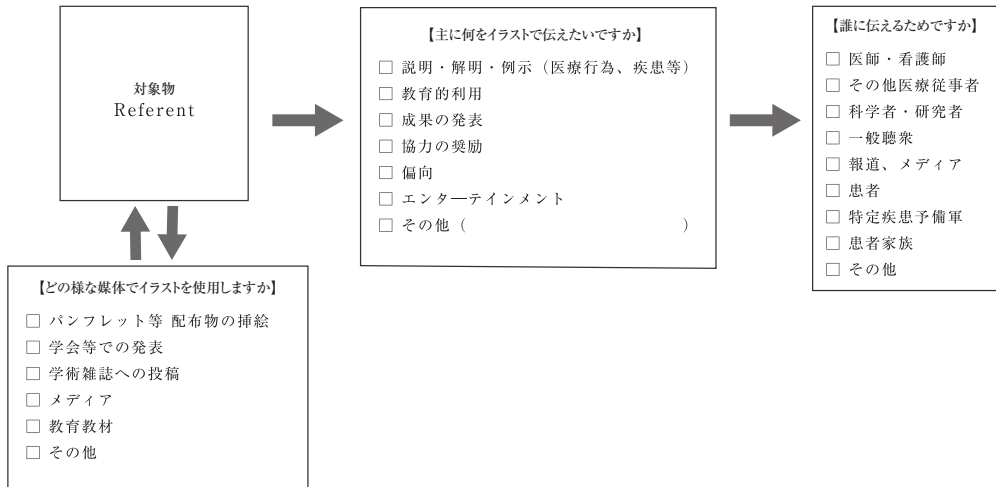 対象物
Referent
【主に何をイラストで伝えたいですか】
□ 説明・解明・例示（医療行為、疾患等）
□ 教育的利用
□ 成果の発表
□ 協力の奨励
□ 偏向
□ エンターテインメント
□ その他（　　　　　　　　　　）
【誰に伝えるためですか】
□ 医師・看護師
□ その他医療従事者
□ 科学者・研究者
□ 一般聴衆
□ 報道、メディア
□ 患者
□ 特定疾患予備軍
□ 患者家族
□ その他
【どの様な媒体でイラストを使用しますか】
□ パンフレット等 配布物の挿絵
□ 学会等での発表
□ 学術雑誌への投稿
□ メディア
□ 教育教材
□ その他